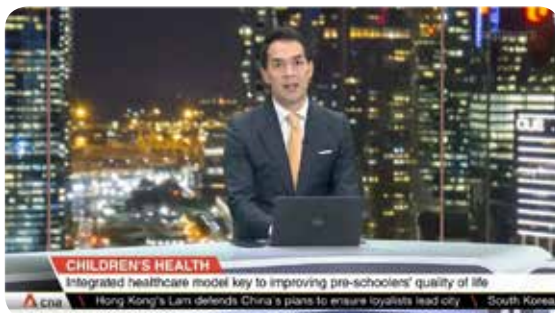 CHILDREN'S HEALTH
Integrated healthcare model key to improving pre-schoolers' quality of life
cna \ Hong Kong's Lam defends China's plans to ensure loyalists lead city \ South Korea